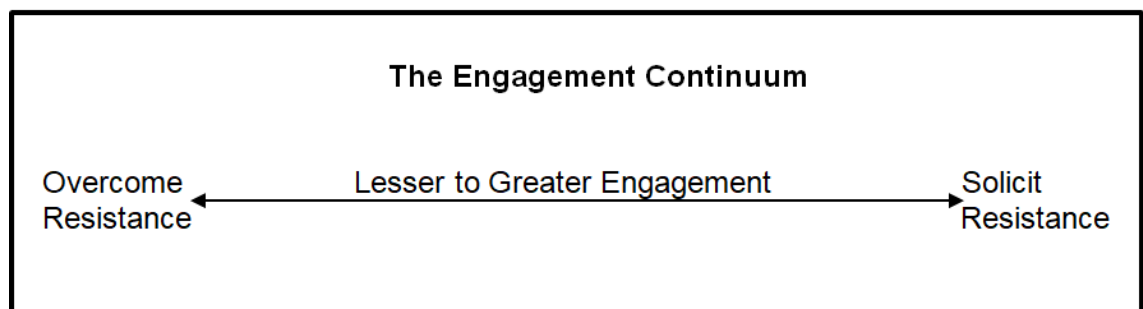 The Engagement Continuum
Overcome
Resistance
Lesser to Greater Engagement
Solicit
Resistance